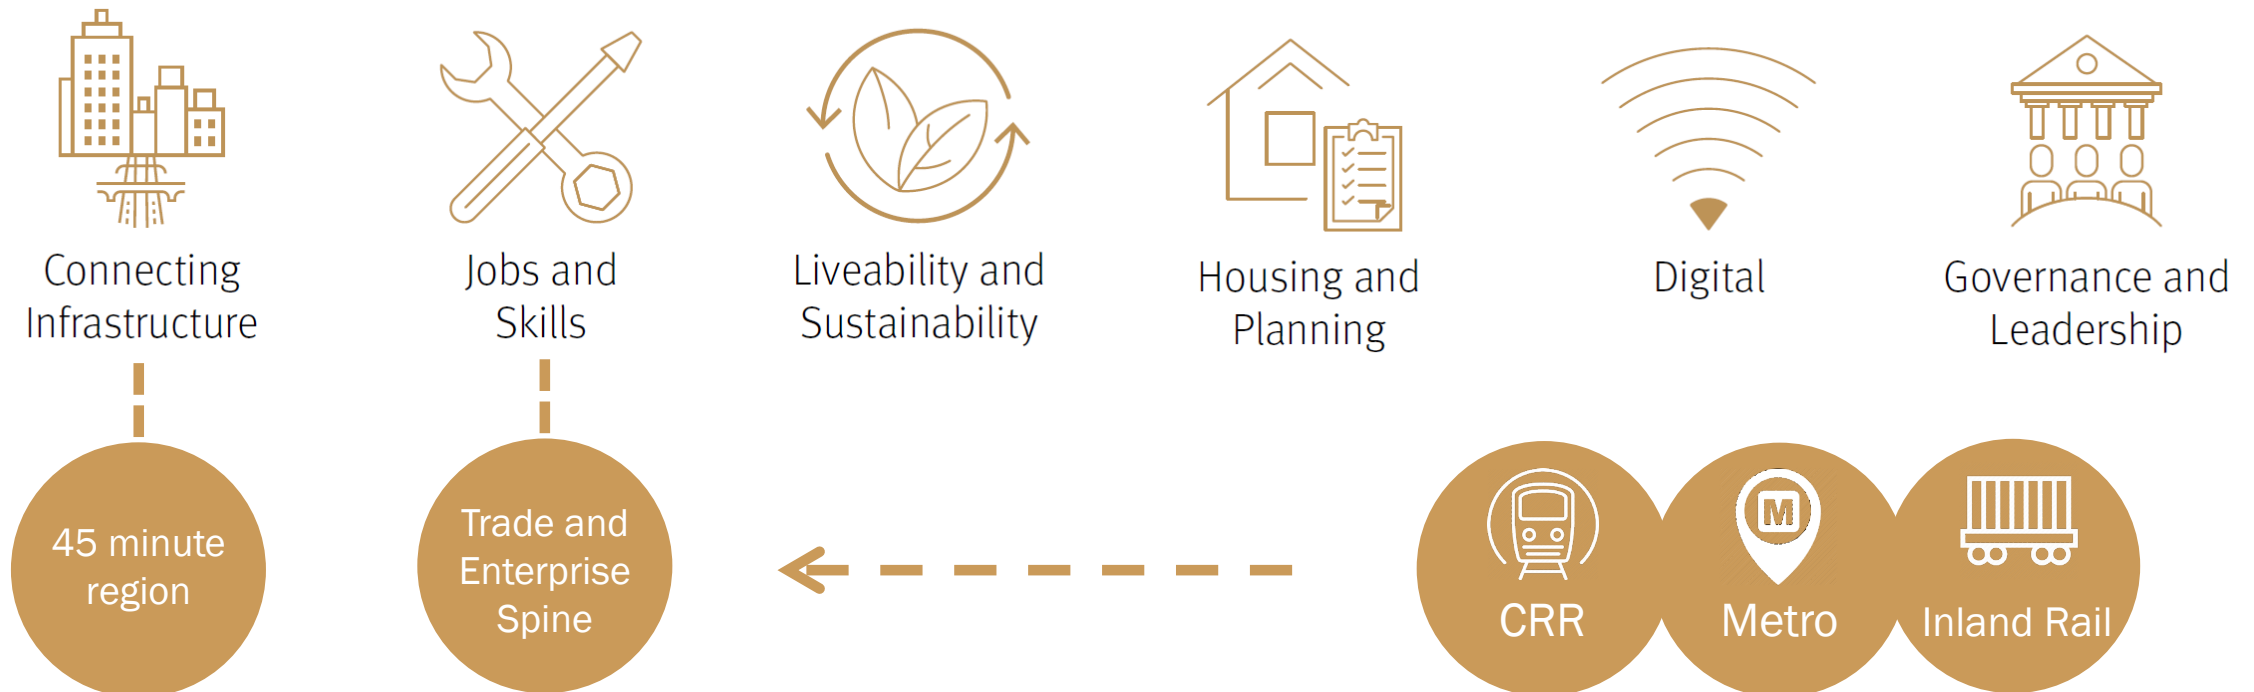 Connecting
Infrastructure
Jobs and
Skills
Liveability and
Sustainability
Housing and
Planning
Digital
Governance and
Leadership
45 minute
region
Trade and
Enterprise
Spine
CRR
M
Metro
Inland Rail